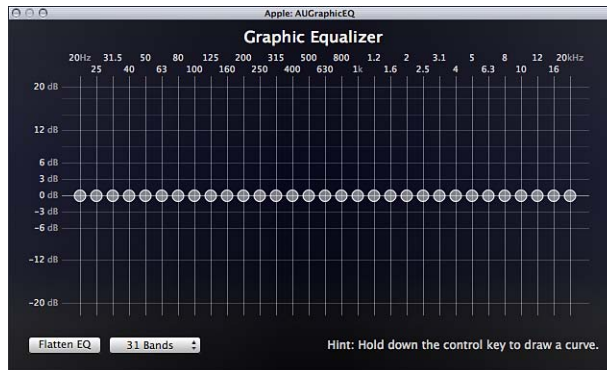 Apple: AUGraphicEQ
Graphic Equalizer
20Hz 31.5 50 80 125 200 315 500 800 1.2 2 3.1 5 8 12 20kHz
25 40 63 100 160 250 400 630 1k 1.6 2.5 4 6.3 10 16
20 dB
12 dB
6 dB
3 dB
0 dB
-3 dB
-6 dB
-12 dB
-20 dB
Flatten EQ 31 Bands Hint: Hold down the control key to draw a curve.